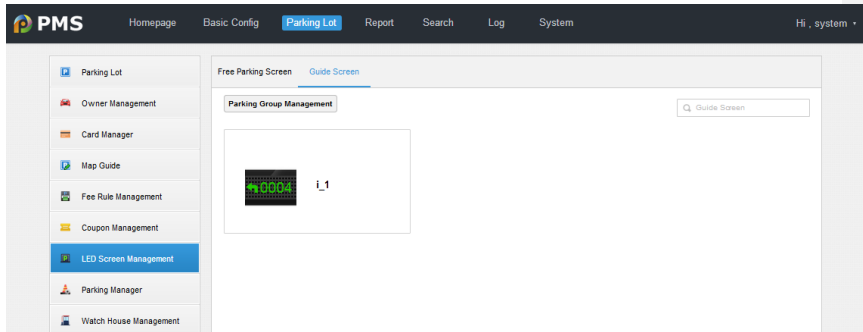 PMS Homepage Basic Config Parking Lot Report Search Log System Hi , system
Parking Lot
Owner Management
Card Manager
Map Guide
Fee Rule Management
Coupon Management
LED Screen Management
Parking Manager
Watch House Management
Free Parking Screen Guide Screen
Parking Group Management Guide Screen
0004 i_1